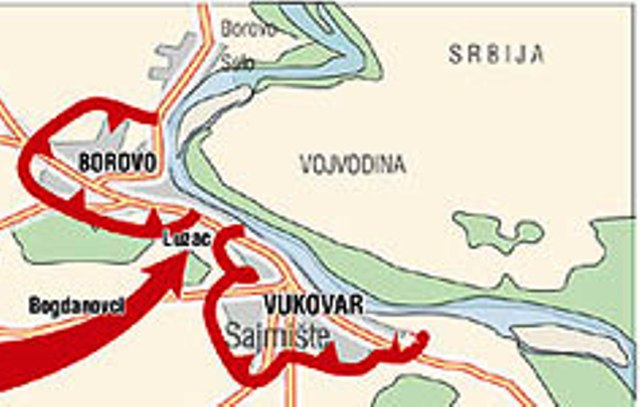 Borovo
Selo
SRBIJA
BOROVO
VOJVODINA
Lužac
Bogdanovci
VUKOVAR
Sajmište